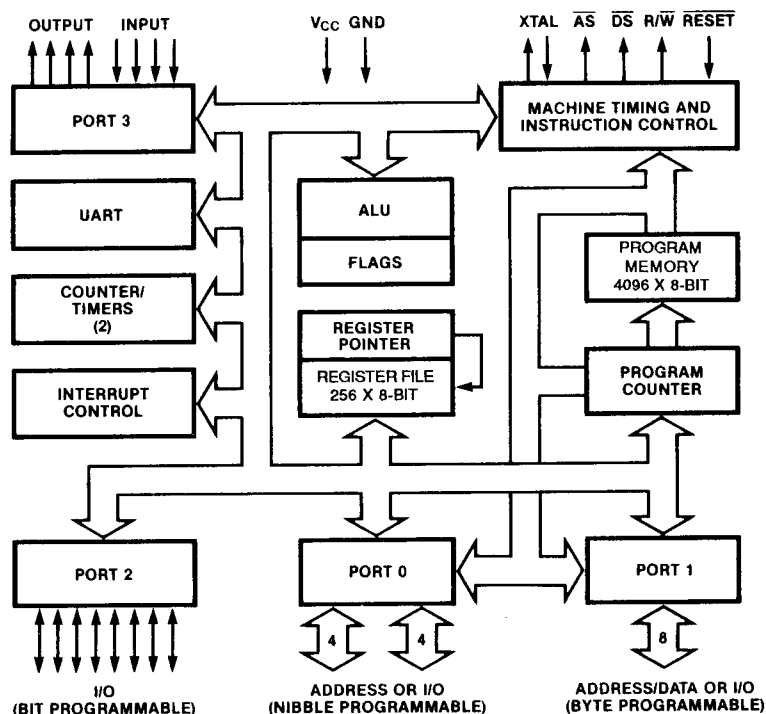 OUTPUT INPUT
VCC GND
XTAL AS DS R/W RESET
PORT 3
MACHINE TIMING AND
INSTRUCTION CONTROL
UART
ALU
FLAGS
PROGRAM
MEMORY
4096 X 8-BIT
COUNTER/
TIMERS
(2)
REGISTER
POINTER
REGISTER FILE
256 X 8-BIT
PROGRAM
COUNTER
INTERRUPT
CONTROL
PORT 2
PORT 0
PORT 1
4
4
8
I/O
(BIT PROGRAMMABLE)
ADDRESS OR I/O
(NIBBLE PROGRAMMABLE)
ADDRESS/DATA OR I/O
(BYTE PROGRAMMABLE)